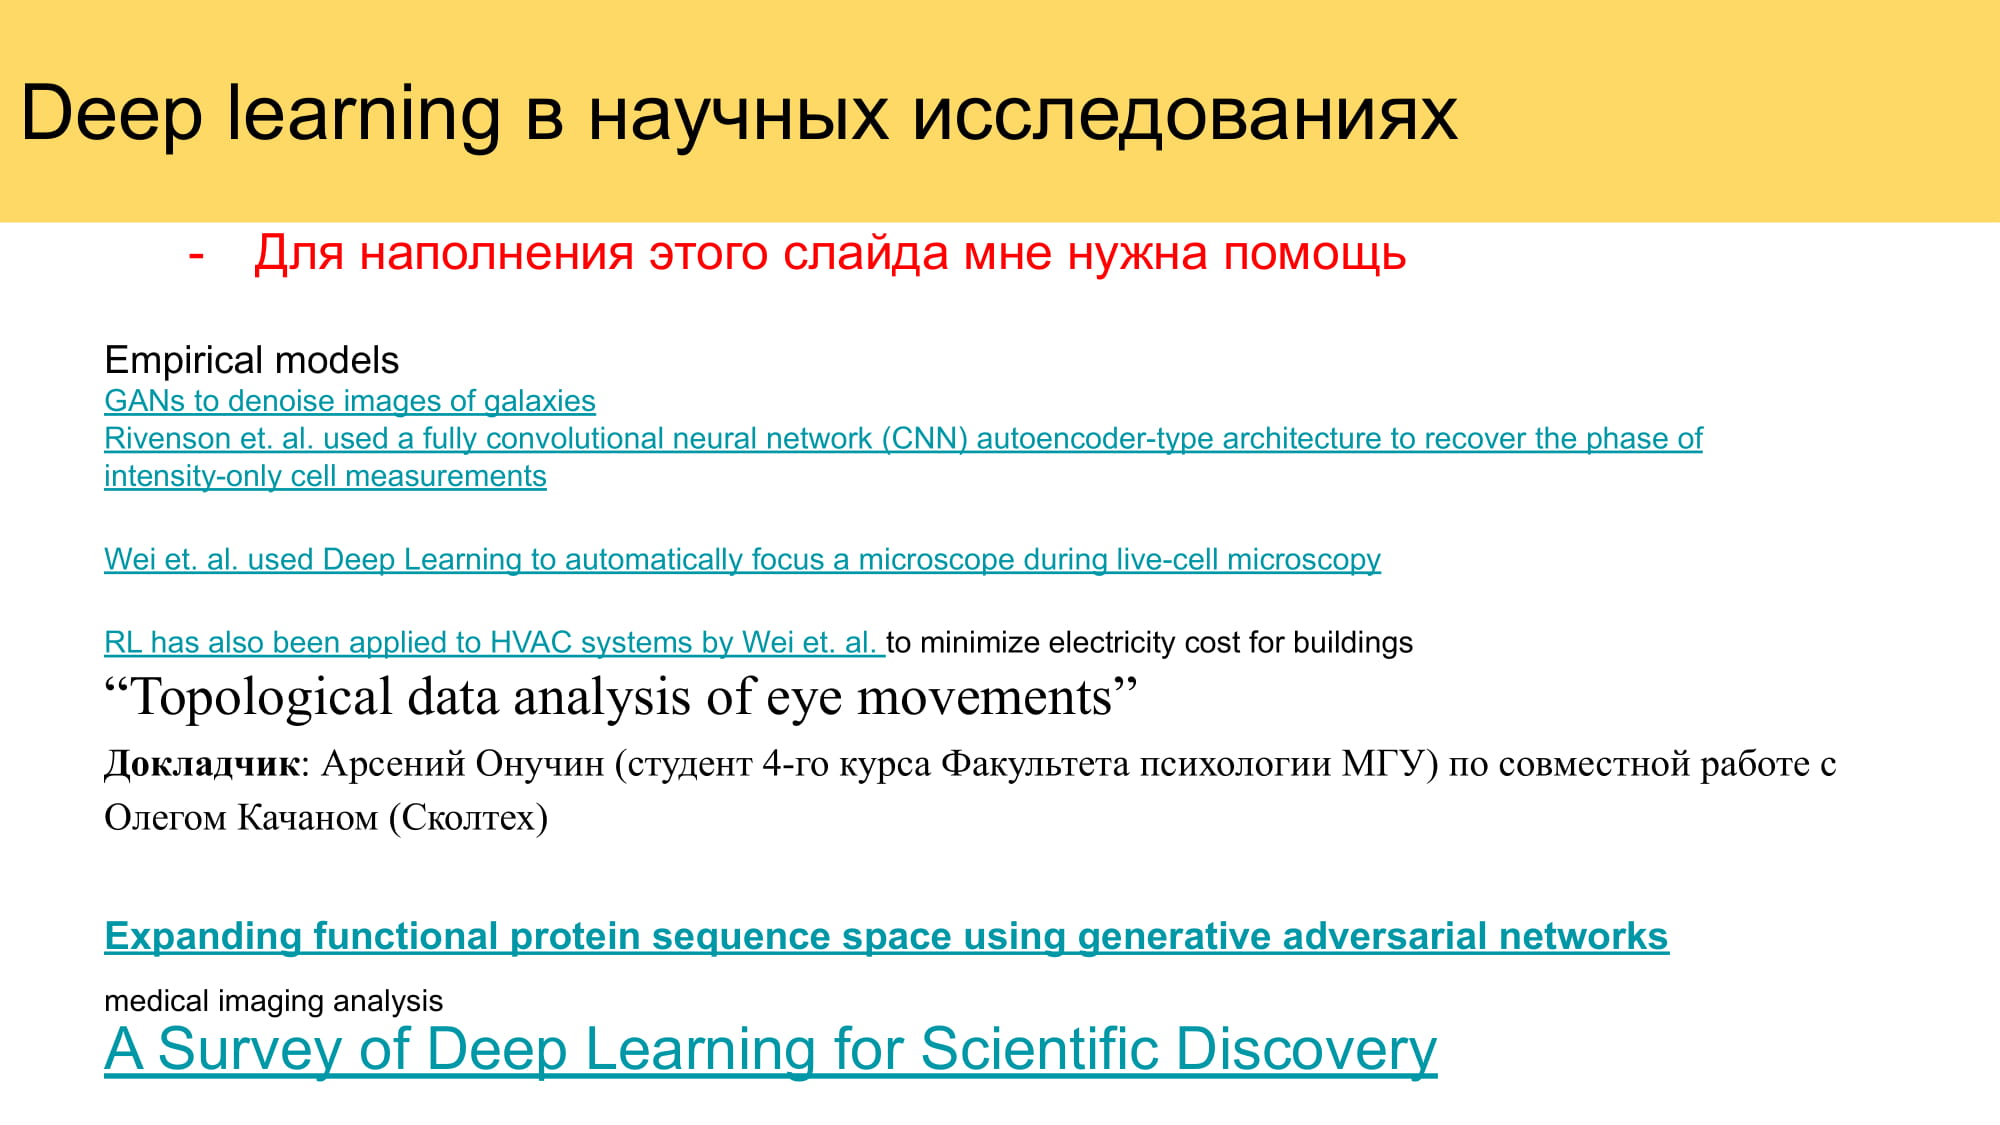 Deep learning в научных исследованиях
- Для наполнения этого слайда мне нужна помощь
Empirical models
GANs to denoise images of galaxies
Rivenson et. al. used a fully convolutional neural network (CNN) autoencoder-type architecture to recover the phase of
intensity-only cell measurements
Wei et. al. used Deep Learning to automatically focus a microscope during live-cell microscopy
RL has also been applied to HVAC systems by Wei et. al. to minimize electricity cost for buildings
“Topological data analysis of eye movements”
Докладчик: Арсений Онучин (студент 4-го курса Факультета психологии МГУ) по совместной работе с
Олегом Качаном (Сколтех)
Expanding functional protein sequence space using generative adversarial networks
medical imaging analysis
A Survey of Deep Learning for Scientific Discovery